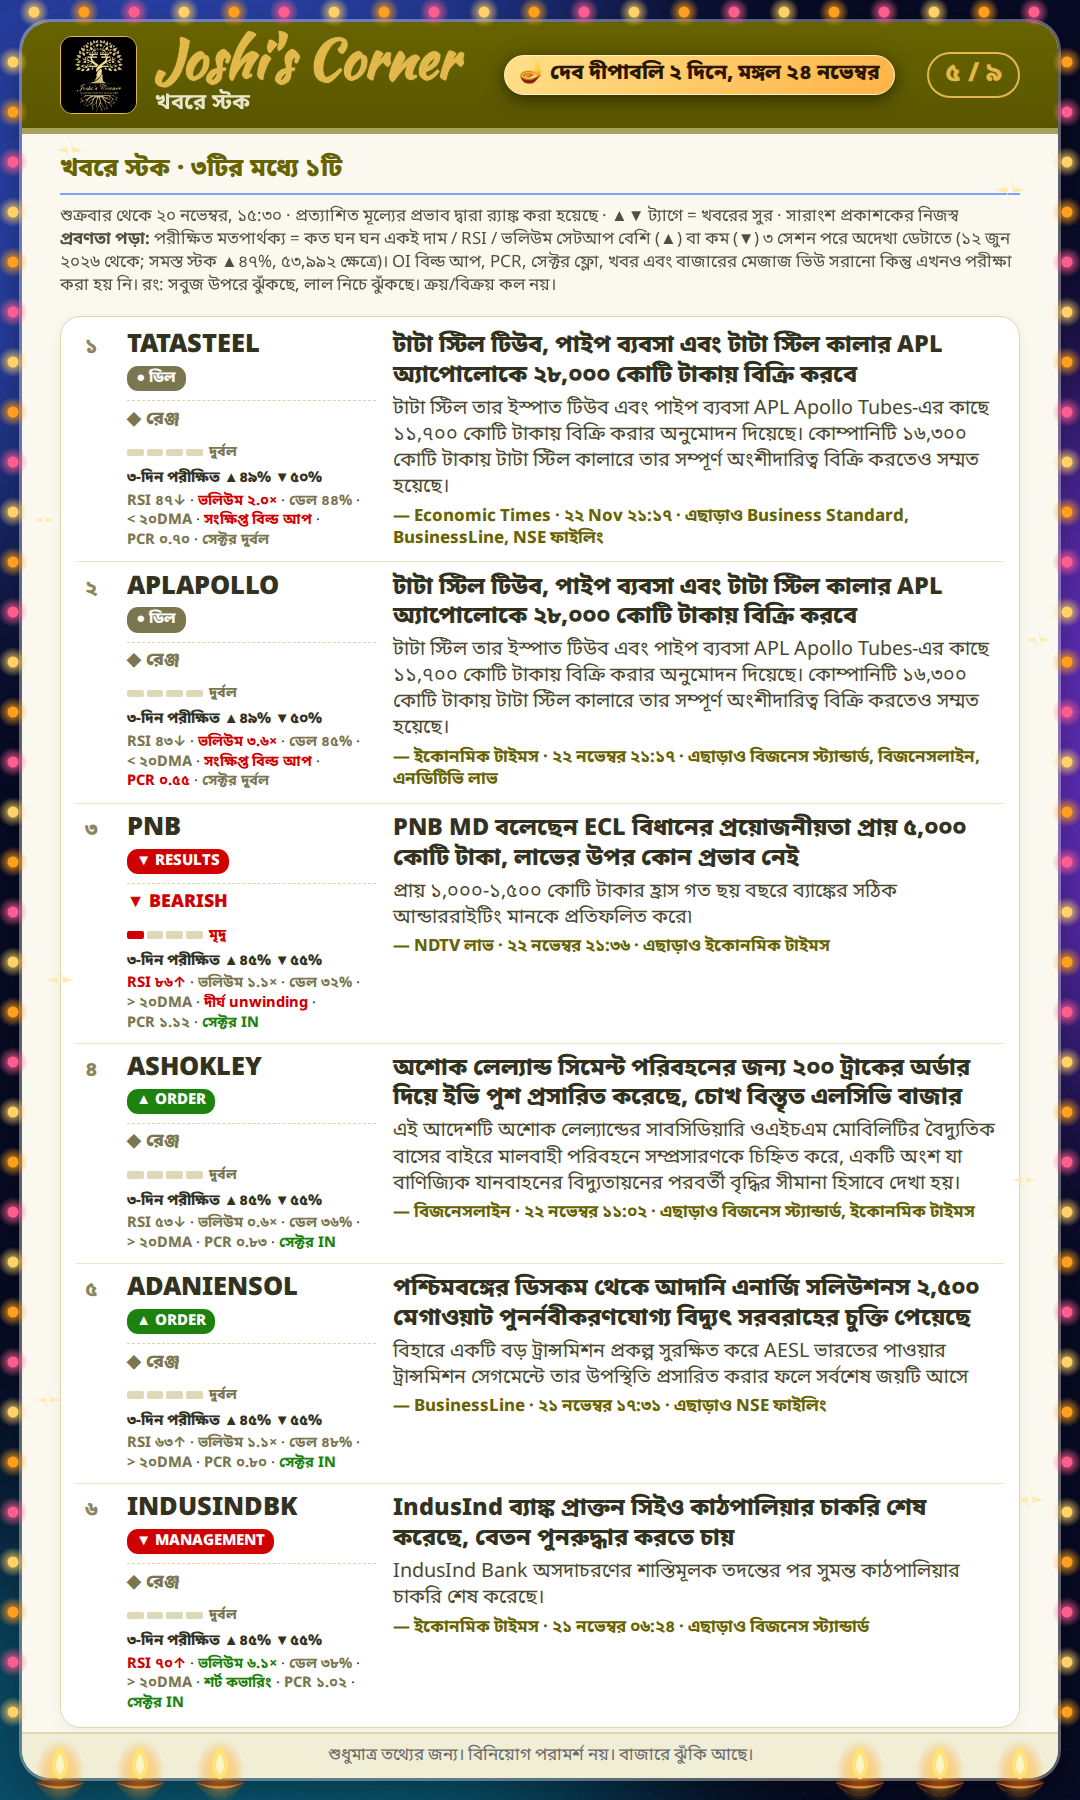 Joshi's Corner
খবরে স্টক
দেব দীপাবলি ২ দিনে, মঙ্গল ২৪ নভেম্বর
৫ / ৯
খবরে স্টক · ৩টির মধ্যে ১টি
শুক্রবার থেকে ২০ নভেম্বর, ১৫:৩০ · প্রত্যাশিত মূল্যের প্রভাব দ্বারা র‍্যাঙ্ক করা হয়েছে · ▲▼ ট্যাগে = খবরের সুর · সারাংশ প্রকাশকের নিজস্ব
প্রবণতা পড়া: পরীক্ষিত মতপার্থক্য = কত ঘন ঘন একই দাম / RSI / ভলিউম সেটআপ বেশি (▲) বা কম (▼) ৩ সেশন পরে অদেখা ডেটাতে (১২ জুন
২০২৬ থেকে; সমস্ত স্টক ▲৪৭%, ৫৩,৯৯২ ক্ষেত্রে)। OI বিল্ড আপ, PCR, সেক্টর ফ্লো, খবর এবং বাজারের মেজাজ ভিউ সরানো কিন্তু এখনও পরীক্ষা
করা হয় নি। রং: সবুজ উপরে ঝুঁকছে, লাল নিচে ঝুঁকছে। ক্রয়/বিক্রয় কল নয়।
১
TATASTEEL
● ডিল
◆ রেঞ্জ
দুর্বল
৩-দিন পরীক্ষিত ▲৪৯% ▼৫০%
RSI ৪৭↓ · ভলিউম ২.০× · ডেল ৪৪% ·
< ২০DMA · সংক্ষিপ্ত বিল্ড আপ ·
PCR ০.৭০ · সেক্টর দুর্বল
টাটা স্টিল টিউব, পাইপ ব্যবসা এবং টাটা স্টিল কালার APL
অ্যাপোলোকে ২৮,০০০ কোটি টাকায় বিক্রি করবে
টাটা স্টিল তার ইস্পাত টিউব এবং পাইপ ব্যবসা APL Apollo Tubes-এর কাছে
১১,৭০০ কোটি টাকায় বিক্রি করার অনুমোদন দিয়েছে। কোম্পানিটি ১৬,৩০০
কোটি টাকায় টাটা স্টিল কালারে তার সম্পূর্ণ অংশীদারিত্ব বিক্রি করতেও সম্মত
হয়েছে।
— Economic Times · ২২ Nov ২১:১৭ · এছাড়াও Business Standard,
BusinessLine, NSE ফাইলিং
২
APLAPOLLO
● ডিল
◆ রেঞ্জ
দুর্বল
৩-দিন পরীক্ষিত ▲৪৯% ▼৫০%
RSI ৪৩↓ · ভলিউম ৩.৬× · ডেল ৪৫% ·
< ২০DMA · সংক্ষিপ্ত বিল্ড আপ ·
PCR ০.৫৫ · সেক্টর দুর্বল
টাটা স্টিল টিউব, পাইপ ব্যবসা এবং টাটা স্টিল কালার APL
অ্যাপোলোকে ২৮,০০০ কোটি টাকায় বিক্রি করবে
টাটা স্টিল তার ইস্পাত টিউব এবং পাইপ ব্যবসা APL Apollo Tubes-এর কাছে
১১,৭০০ কোটি টাকায় বিক্রি করার অনুমোদন দিয়েছে। কোম্পানিটি ১৬,৩০০
কোটি টাকায় টাটা স্টিল কালারে তার সম্পূর্ণ অংশীদারিত্ব বিক্রি করতেও সম্মত
হয়েছে।
— ইকোনমিক টাইমস · ২২ নভেম্বর ২১:১৭ · এছাড়াও বিজনেস স্ট্যান্ডার্ড, বিজনেসলাইন,
এনডিটিভি লাভ
৩
PNB
▼ RESULTS
▼ BEARISH
মৃদু
৩-দিন পরীক্ষিত ▲৪৫% ▼৫৫%
RSI ৮৬↑ · ভলিউম ১.১× · ডেল ৩২% ·
> ২০DMA · দীর্ঘ unwinding ·
PCR ১.১২ · সেক্টর IN
PNB MD বলেছেন ECL বিধানের প্রয়োজনীয়তা প্রায় ৫,০০০
কোটি টাকা, লাভের উপর কোন প্রভাব নেই
প্রায় ১,০০০-১,৫০০ কোটি টাকার হ্রাস গত ছয় বছরে ব্যাঙ্কের সঠিক
আন্ডাররাইটিং মানকে প্রতিফলিত করে৷
— NDTV লাভ · ২২ নভেম্বর ২১:৩৬ · এছাড়াও ইকোনমিক টাইমস
৪
ASHOKLEY
▲ ORDER
◆ রেঞ্জ
দুর্বল
৩-দিন পরীক্ষিত ▲৪৫% ▼৫৫%
RSI ৫৩↓ · ভলিউম ০.৬× · ডেল ৩৬% ·
> ২০DMA · PCR ০.৮৩ · সেক্টর IN
অশোক লেল্যান্ড সিমেন্ট পরিবহনের জন্য ২০০ ট্রাকের অর্ডার
দিয়ে ইভি পুশ প্রসারিত করেছে, চোখ বিস্তৃত এলসিভি বাজার
এই আদেশটি অশোক লেল্যান্ডের সাবসিডিয়ারি ওএইচএম মোবিলিটির বৈদ্যুতিক
বাসের বাইরে মালবাহী পরিবহনে সম্প্রসারণকে চিহ্নিত করে, একটি অংশ যা
বাণিজ্যিক যানবাহনের বিদ্যুতায়নের পরবর্তী বৃদ্ধির সীমানা হিসাবে দেখা হয়।
— বিজনেসলাইন · ২২ নভেম্বর ১১:০২ · এছাড়াও বিজনেস স্ট্যান্ডার্ড, ইকোনমিক টাইমস
৫
ADANIENSOL
▲ ORDER
◆ রেঞ্জ
দুর্বল
৩-দিন পরীক্ষিত ▲৪৫% ▼৫৫%
RSI ৬৩↑ · ভলিউম ১.১× · ডেল ৪৮% ·
> ২০DMA · PCR ০.৮০ · সেক্টর IN
পশ্চিমবঙ্গের ডিসকম থেকে আদানি এনার্জি সলিউশনস ২,৫০০
মেগাওয়াট পুনর্নবীকরণযোগ্য বিদ্যুৎ সরবরাহের চুক্তি পেয়েছে
বিহারে একটি বড় ট্রান্সমিশন প্রকল্প সুরক্ষিত করে AESL ভারতের পাওয়ার
ট্রান্সমিশন সেগমেন্টে তার উপস্থিতি প্রসারিত করার ফলে সর্বশেষ জয়টি আসে
— BusinessLine · ২১ নভেম্বর ১৭:৩১ · এছাড়াও NSE ফাইলিং
৬
INDUSINDBK
▼ MANAGEMENT
◆ রেঞ্জ
দুর্বল
৩-দিন পরীক্ষিত ▲৪৫% ▼৫৫%
RSI ৭০↑ · ভলিউম ৬.১× · ডেল ৩৮% ·
> ২০DMA · শর্ট কভারিং · PCR ১.০২ ·
সেক্টর IN
IndusInd ব্যাঙ্ক প্রাক্তন সিইও কাঠপালিয়ার চাকরি শেষ
করেছে, বেতন পুনরুদ্ধার করতে চায়
IndusInd Bank অসদাচরণের শাস্তিমূলক তদন্তের পর সুমন্ত কাঠপালিয়ার
চাকরি শেষ করেছে।
— ইকোনমিক টাইমস · ২১ নভেম্বর ০৬:২৪ · এছাড়াও বিজনেস স্ট্যান্ডার্ড
শুধুমাত্র তথ্যের জন্য। বিনিয়োগ পরামর্শ নয়। বাজারে ঝুঁকি আছে।